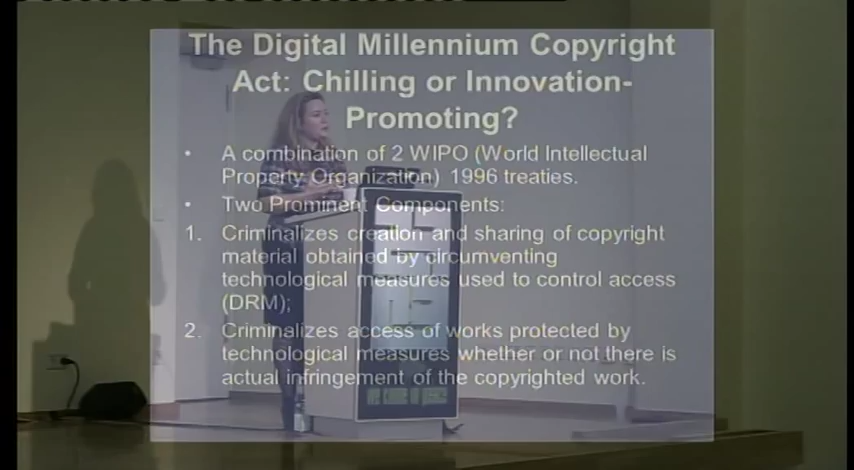 The Digital Millennium Copyright
Act: Chilling or Innovation-
Promoting?
• A combination of 2 WIPO (World Intellectual
Property Organization) 1996 treaties.
• Two Prominent Components:
1. Criminalizes creation and sharing of copyright
material obtained by circumventing
technological measures used to control access
(DRM);
2. Criminalizes access of works protected by
technological measures whether or not there is
actual infringement of the copyrighted work.